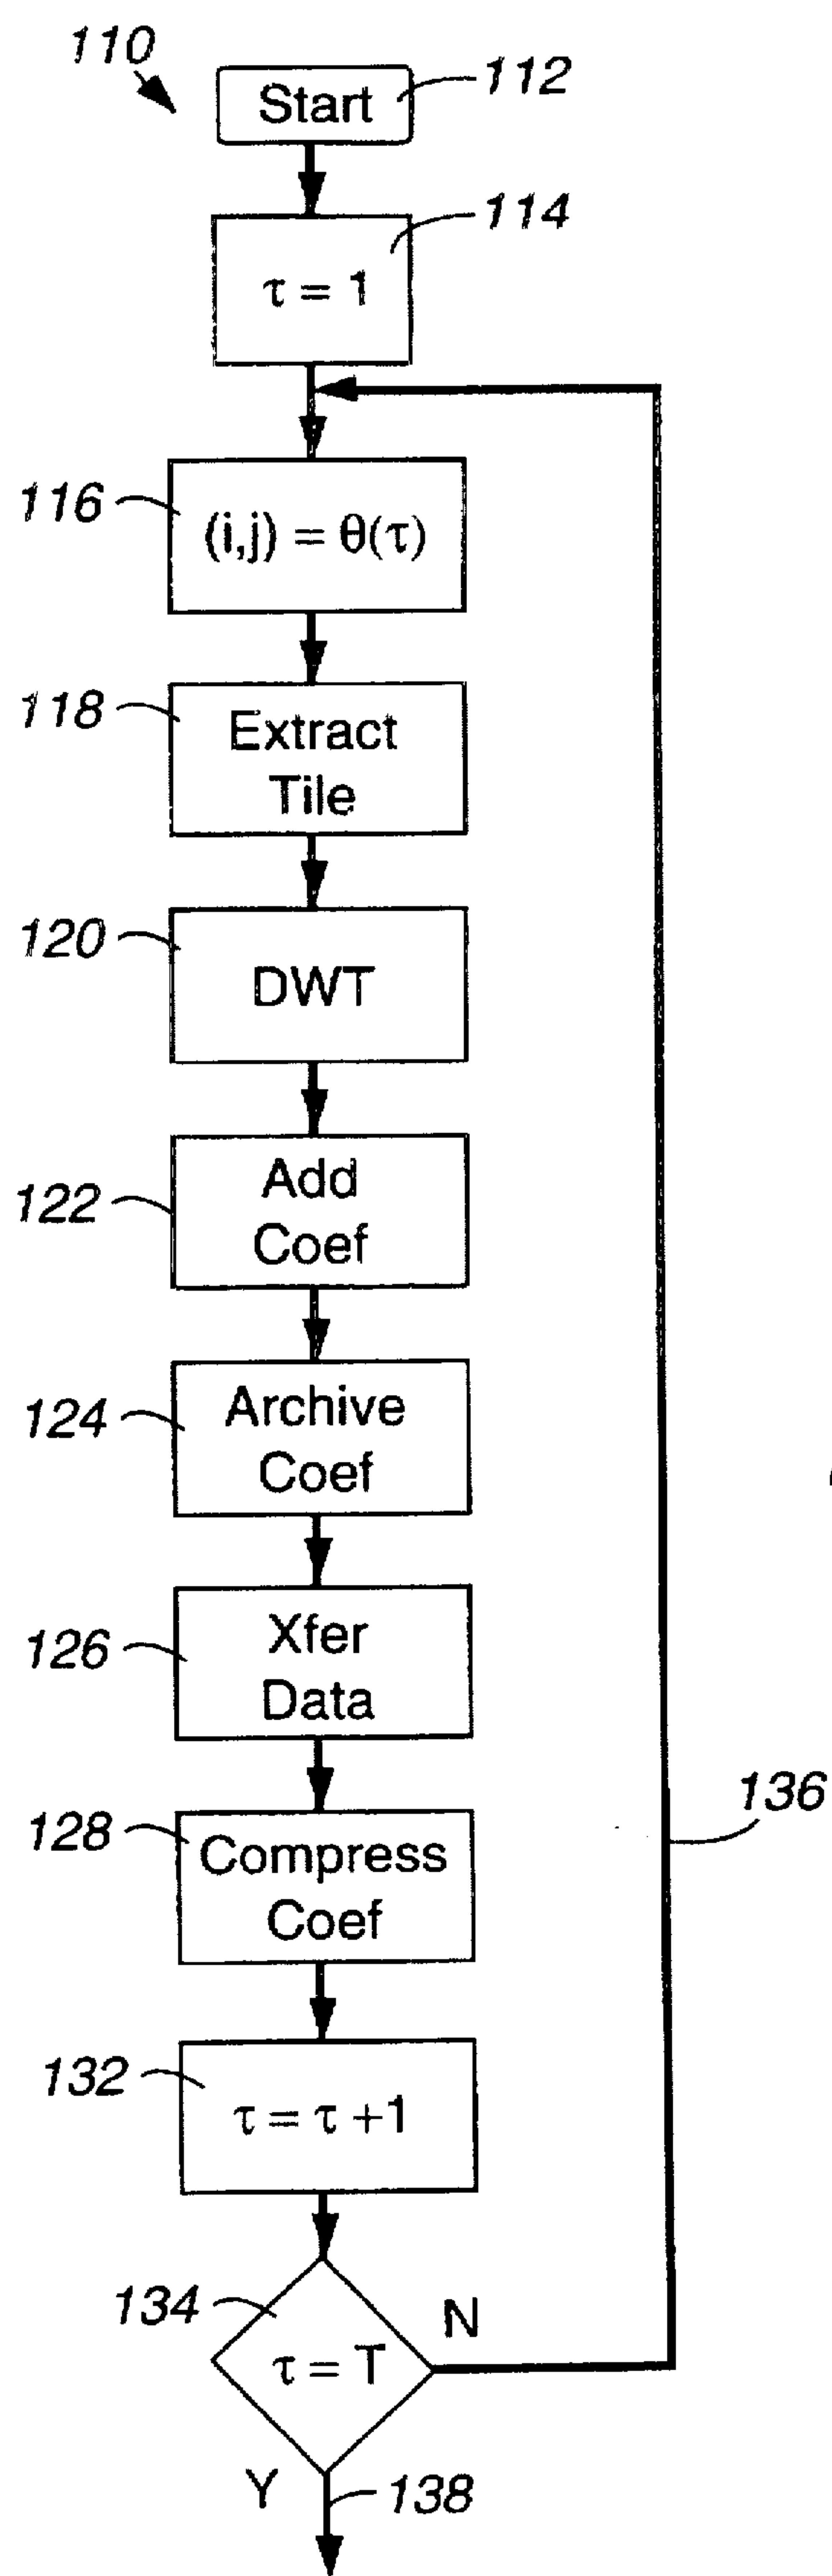 110
Start
112
114
τ = 1
116
(i,j) = θ(τ)
118
Extract
Tile
120
DWT
122
Add
Coef
124
Archive
Coef
126
Xfer
Data
128
Compress
Coef
136
132
τ = τ +1
134
τ = T
N
Y
138